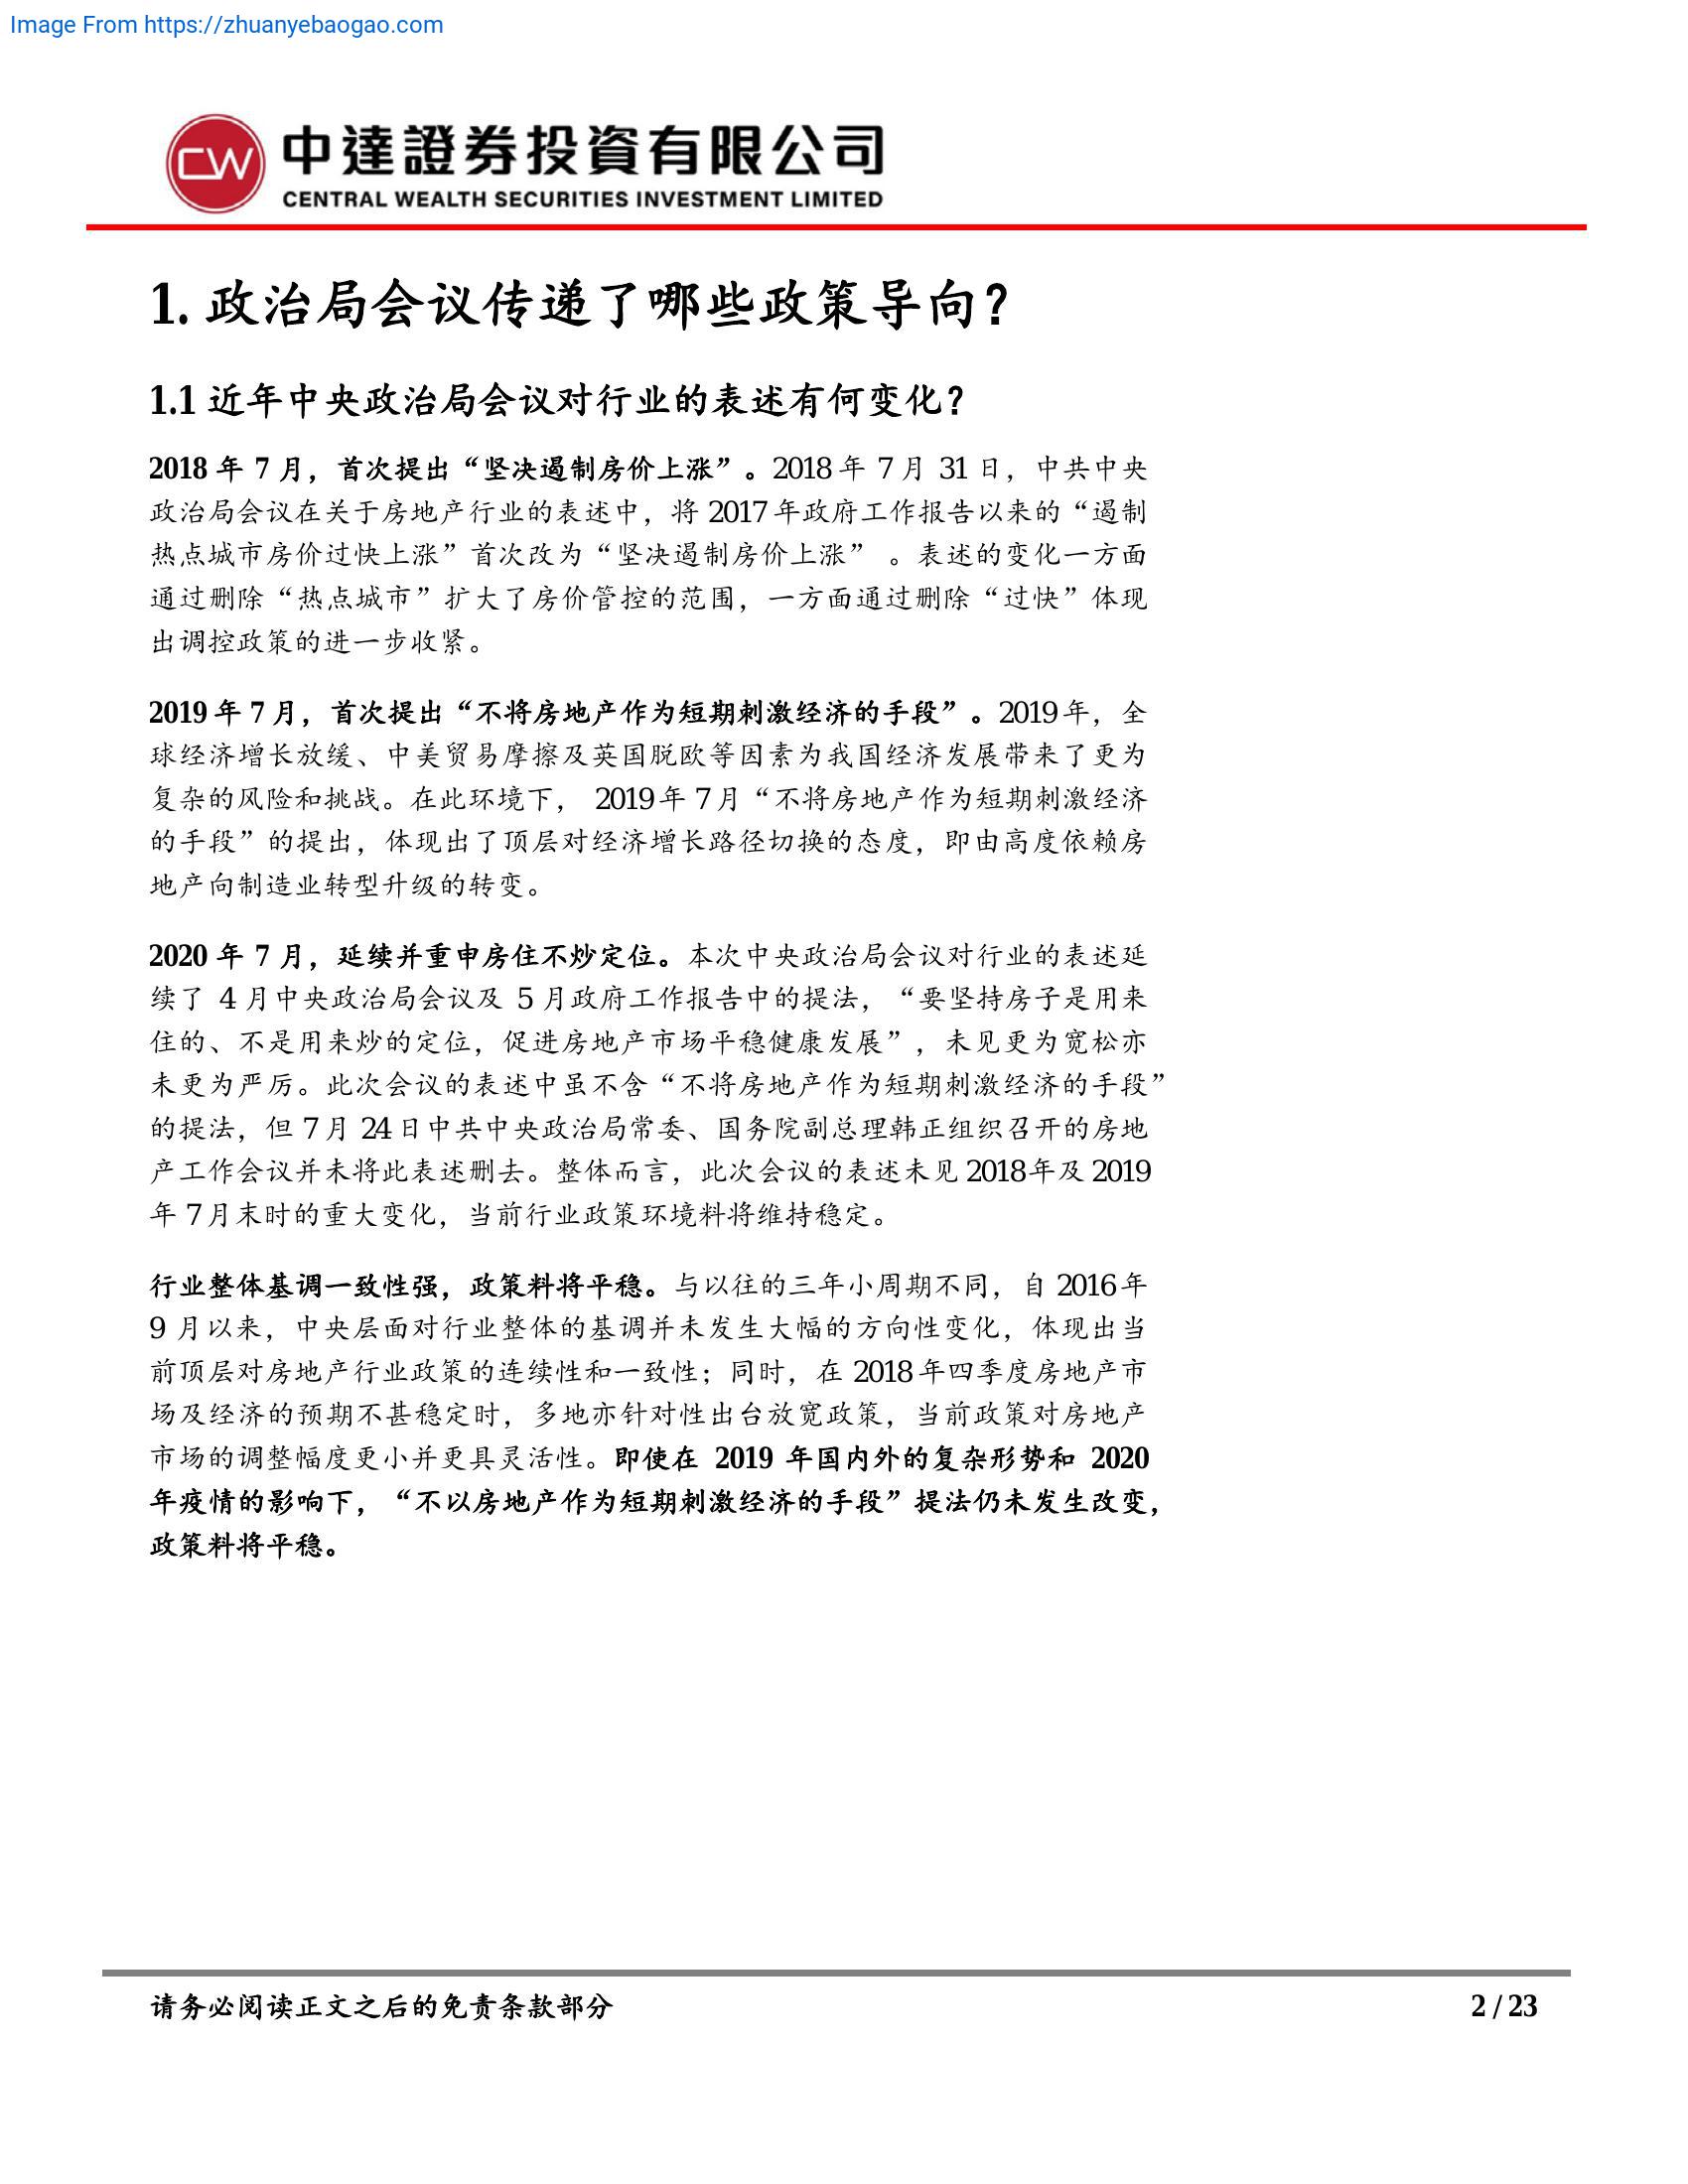 Image From https://zhuanyebaogao.com
CW
中達證券投資有限公司
CENTRAL WEALTH SECURITIES INVESTMENT LIMITED
1. 政治局会议传递了哪些政策导向？
1.1 近年中央政治局会议对行业的表述有何变化？
2018 年 7 月，首次提出“坚决遏制房价上涨”。2018 年 7 月 31 日，中共中央
政治局会议在关于房地产行业的表述中，将 2017 年政府工作报告以来的“遏制
热点城市房价过快上涨”首次改为“坚决遏制房价上涨” 。表述的变化一方面
通过删除“热点城市”扩大了房价管控的范围，一方面通过删除“过快”体现
出调控政策的进一步收紧。
2019 年 7 月，首次提出“不将房地产作为短期刺激经济的手段”。2019 年，全
球经济增长放缓、中美贸易摩擦及英国脱欧等因素为我国经济发展带来了更为
复杂的风险和挑战。在此环境下， 2019 年 7 月“不将房地产作为短期刺激经济
的手段”的提出，体现出了顶层对经济增长路径切换的态度，即由高度依赖房
地产向制造业转型升级的转变。
2020 年 7 月，延续并重申房住不炒定位。本次中央政治局会议对行业的表述延
续了 4 月中央政治局会议及 5 月政府工作报告中的提法，“要坚持房子是用来
住的、不是用来炒的定位，促进房地产市场平稳健康发展”，未见更为宽松亦
未更为严厉。此次会议的表述中虽不含“不将房地产作为短期刺激经济的手段”
的提法，但 7 月 24 日中共中央政治局常委、国务院副总理韩正组织召开的房地
产工作会议并未将此表述删去。整体而言，此次会议的表述未见 2018 年及 2019
年 7 月末时的重大变化，当前行业政策环境料将维持稳定。
行业整体基调一致性强，政策料将平稳。与以往的三年小周期不同，自 2016 年
9 月以来，中央层面对行业整体的基调并未发生大幅的方向性变化，体现出当
前顶层对房地产行业政策的连续性和一致性；同时，在 2018 年四季度房地产市
场及经济的预期不甚稳定时，多地亦针对性出台放宽政策，当前政策对房地产
市场的调整幅度更小并更具灵活性。即使在 2019 年国内外的复杂形势和 2020
年疫情的影响下，“不以房地产作为短期刺激经济的手段”提法仍未发生改变，
政策料将平稳。
请务必阅读正文之后的免责条款部分
2 / 23